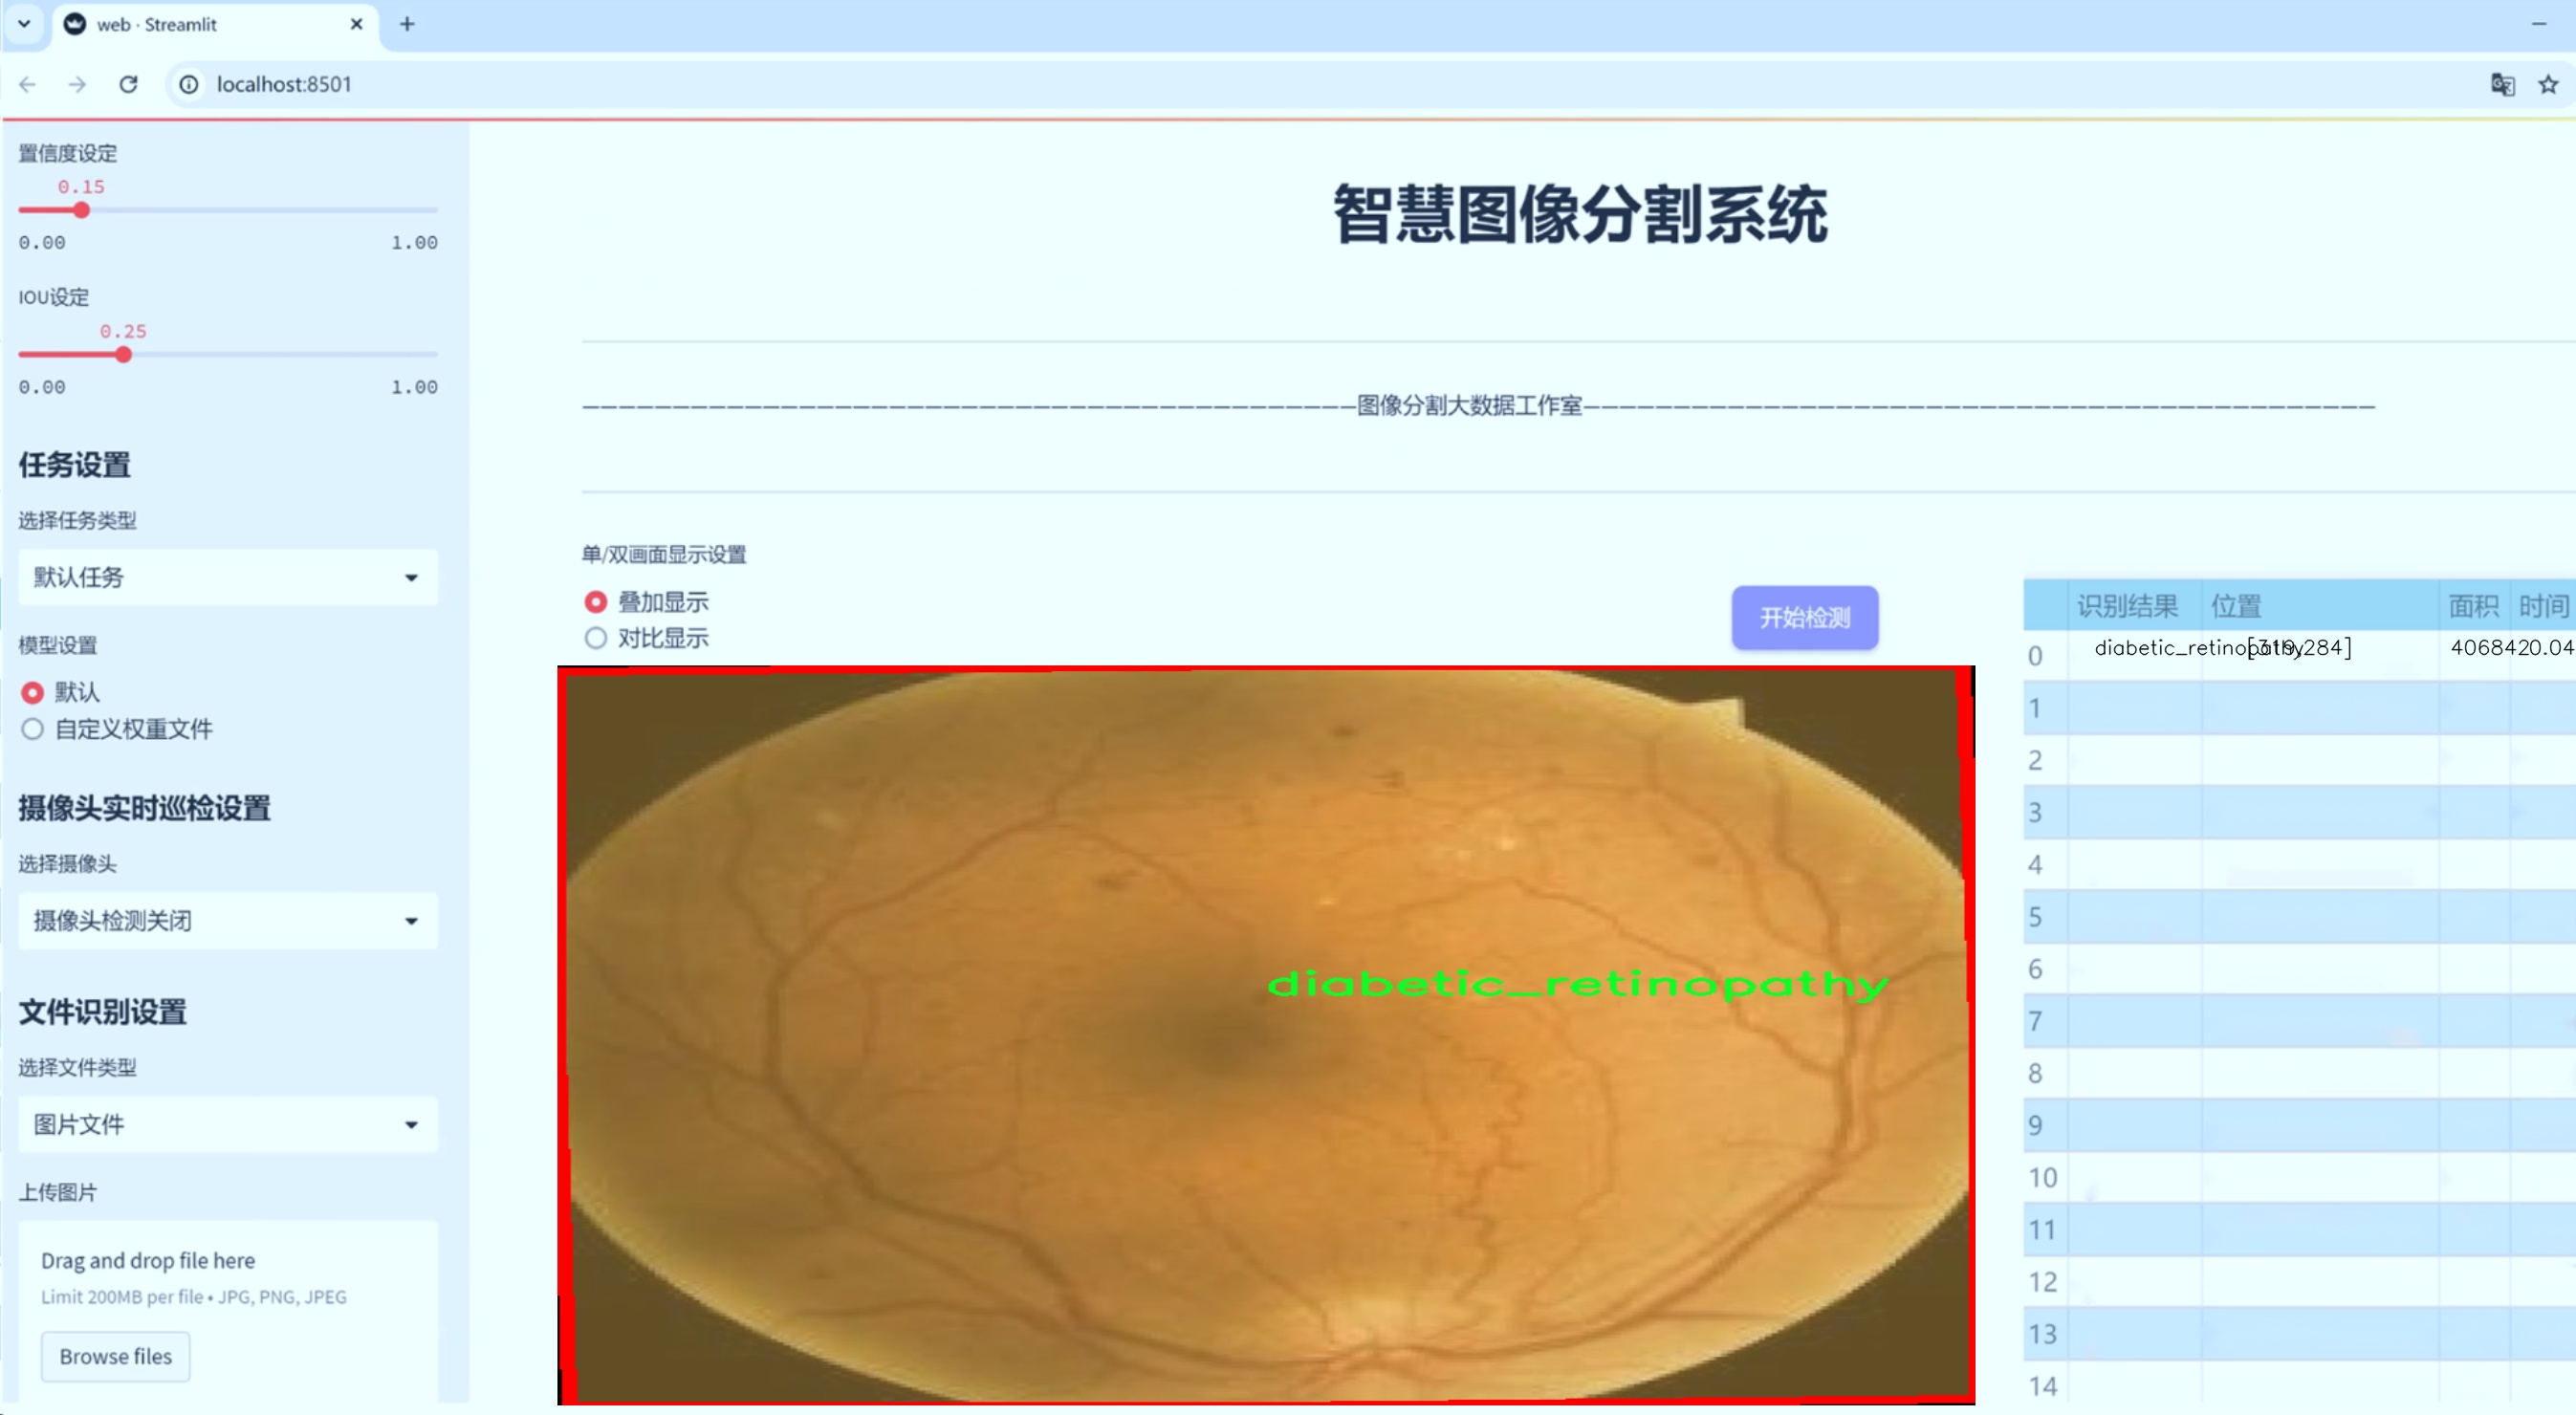 web · Streamlit
localhost:8501
置信度设定
0.15
0.00 1.00
IOU设定
0.25
0.00 1.00
任务设置
选择任务类型
默认任务
模型设置
默认
自定义权重文件
摄像头实时巡检设置
选择摄像头
摄像头检测关闭
文件识别设置
选择文件类型
图片文件
上传图片
Drag and drop file here
Limit 200MB per file • JPG, PNG, JPEG
Browse files
智慧图像分割系统
———————————————————————————————————————————图像分割大数据工作室————————————————————————————————————————————
单/双画面显示设置
叠加显示
对比显示
开始检测
diabetic_retinopathy
识别结果 位置 面积 时间
0 diabetic_retinopathy [319, 284] 4068420.04
1
2
3
4
5
6
7
8
9
10
11
12
13
14